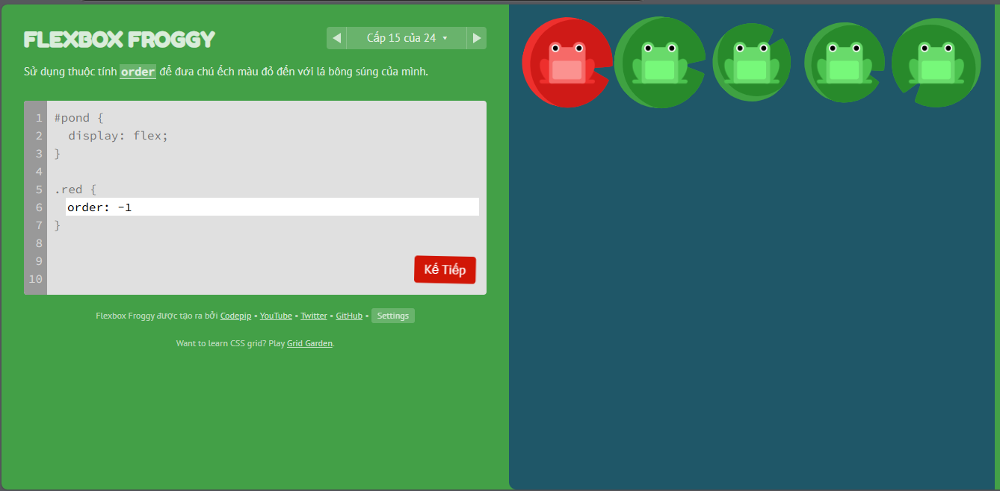 FLEXBOX FROGGY
◀ Cấp 15 của 24 ▾ ▶
Sử dụng thuộc tính order để đưa chú ếch màu đỏ đến với lá bông súng của mình.
1 #pond {
2 display: flex;
3 }
4
5 .red {
6 order: -1
7 }
8
9
10
Kế Tiếp
Flexbox Froggy được tạo ra bởi Codepip • YouTube • Twitter • GitHub • Settings
Want to learn CSS grid? Play Grid Garden.